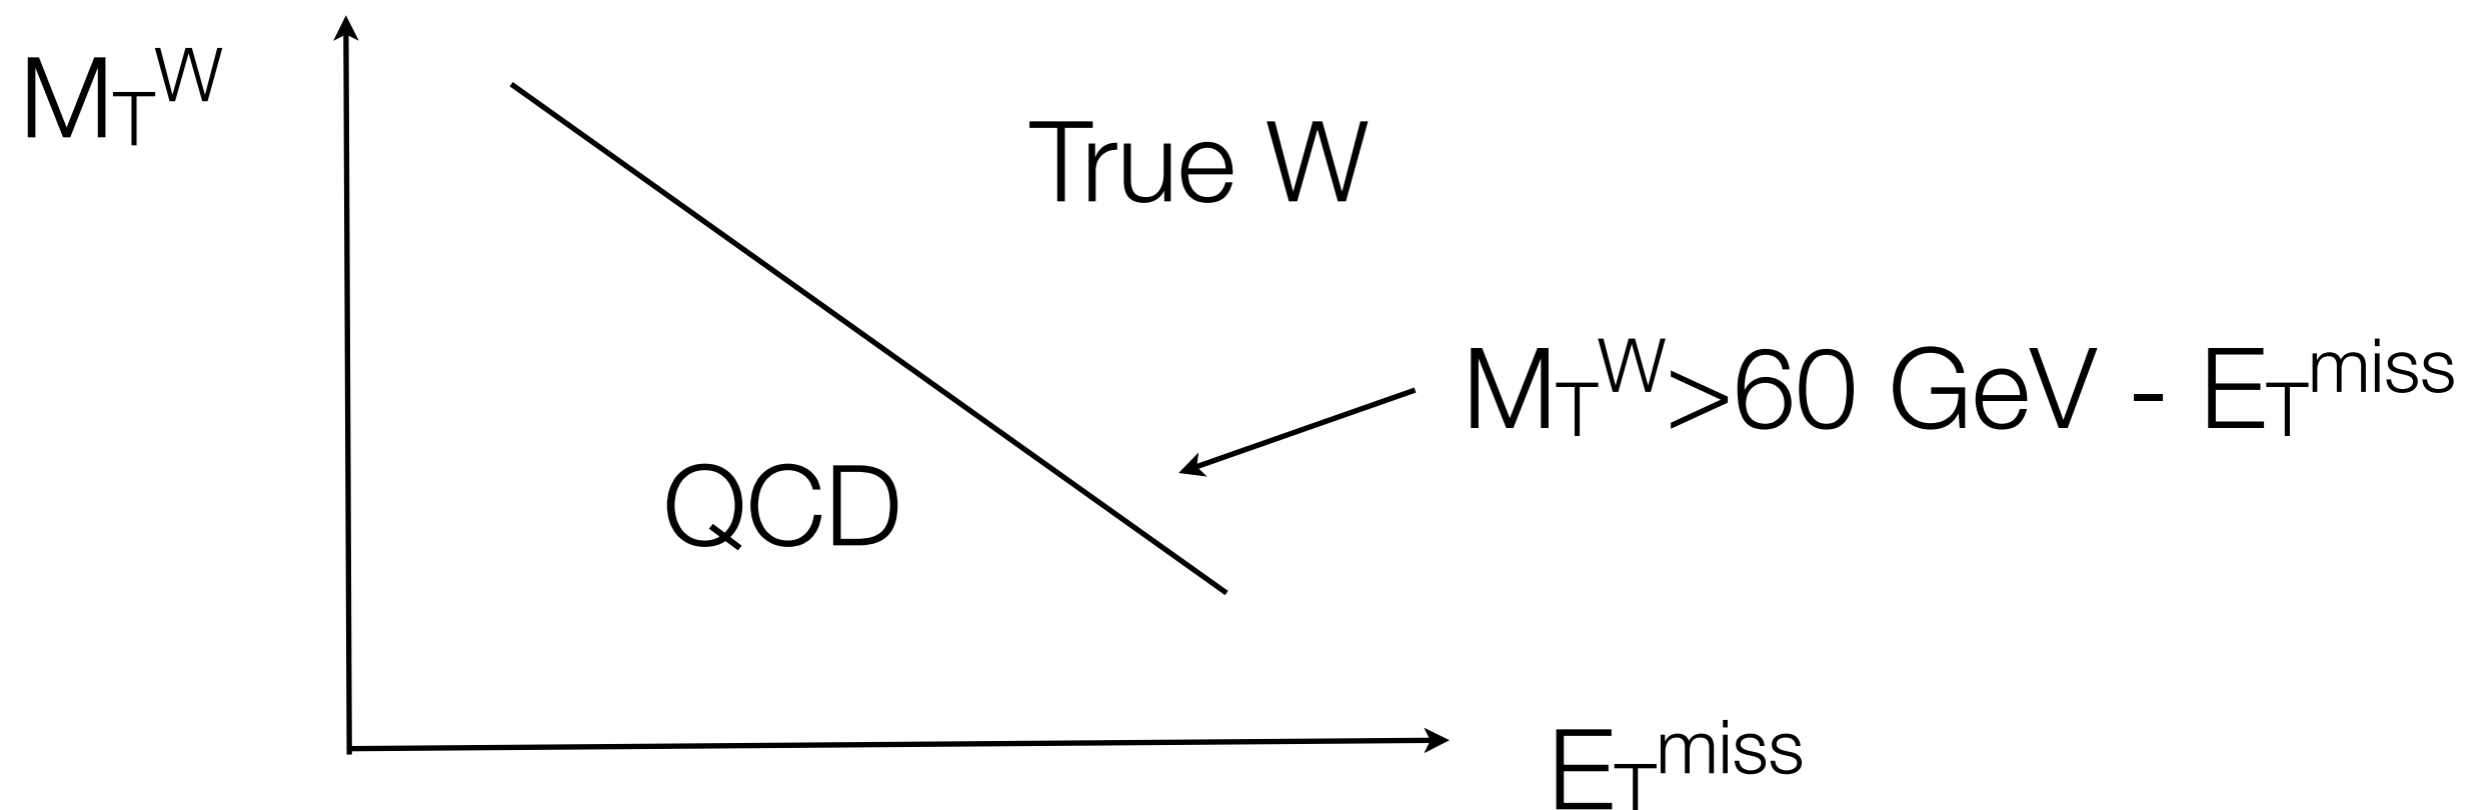 M_T^W
True W
M_T^W>60 GeV - E_T^miss
QCD
E_T^miss